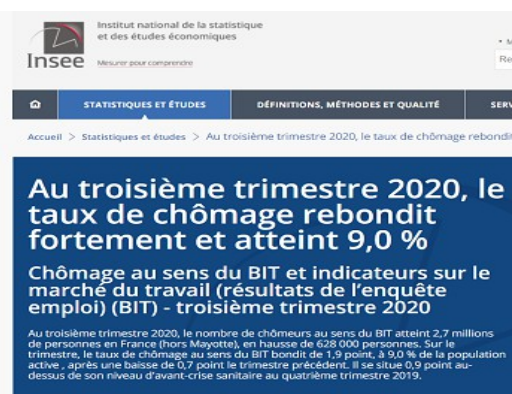 Institut national de la statistique
et des études économiques
Insee
Mesurer pour comprendre
STATISTIQUES ET ÉTUDES
DÉFINITIONS, MÉTHODES ET QUALITÉ
SERV
Accueil > Statistiques et études > Au troisième trimestre 2020, le taux de chômage rebondit
Au troisième trimestre 2020, le
taux de chômage rebondit
fortement et atteint 9,0 %
Chômage au sens du BIT et indicateurs sur le
marché du travail (résultats de l’enquête
emploi) (BIT) - troisième trimestre 2020
Au troisième trimestre 2020, le nombre de chômeurs au sens du BIT atteint 2,7 millions
de personnes en France (hors Mayotte), en hausse de 628 000 personnes. Sur le
trimestre, le taux de chômage au sens du BIT bondit de 1,9 point, à 9,0 % de la population
active , après une baisse de 0,7 point le trimestre précédent. Il se situe 0,9 point au-
dessus de son niveau d’avant-crise sanitaire au quatrième trimestre 2019.